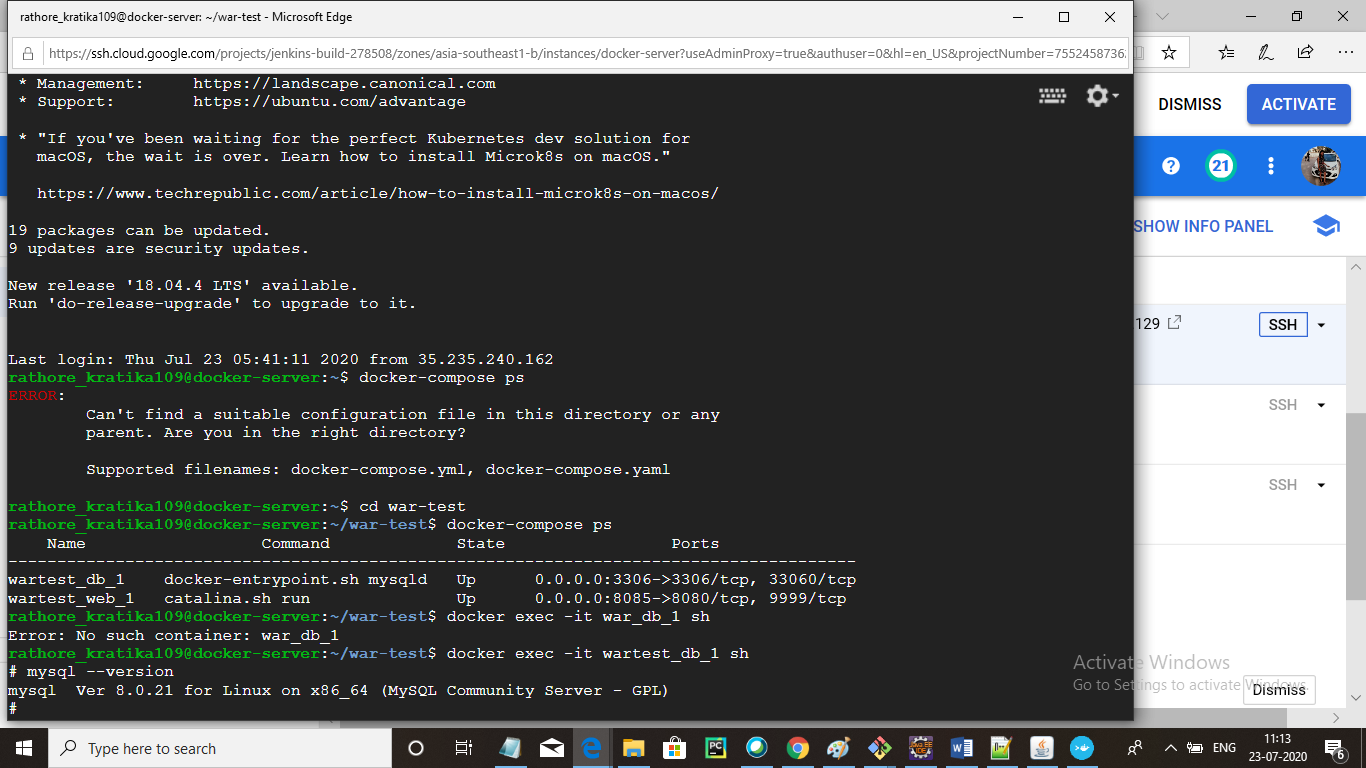 rathore_kratika109@docker-server: ~/war-test - Microsoft Edge
https://ssh.cloud.google.com/projects/jenkins-build-278508/zones/asia-southeast1-b/instances/docker-server?useAdminProxy=true&authuser=0&hl=en_US&projectNumber=7552458736
* Management: https://landscape.canonical.com
* Support: https://ubuntu.com/advantage
* "If you've been waiting for the perfect Kubernetes dev solution for
macOS, the wait is over. Learn how to install Microk8s on macOS."
https://www.techrepublic.com/article/how-to-install-microk8s-on-macos/
19 packages can be updated.
9 updates are security updates.
New release '18.04.4 LTS' available.
Run 'do-release-upgrade' to upgrade to it.
Last login: Thu Jul 23 05:41:11 2020 from 35.235.240.162
rathore_kratika109@docker-server:~$ docker-compose ps
ERROR:
Can't find a suitable configuration file in this directory or any
parent. Are you in the right directory?
Supported filenames: docker-compose.yml, docker-compose.yaml
rathore_kratika109@docker-server:~$ cd war-test
rathore_kratika109@docker-server:~/war-test$ docker-compose ps
Name Command State Ports
---------------------------------------------------------------------------------------
wartest_db_1 docker-entrypoint.sh mysqld Up 0.0.0.0:3306->3306/tcp, 33060/tcp
wartest_web_1 catalina.sh run Up 0.0.0.0:8085->8080/tcp, 9999/tcp
rathore_kratika109@docker-server:~/war-test$ docker exec -it war_db_1 sh
Error: No such container: war_db_1
rathore_kratika109@docker-server:~/war-test$ docker exec -it wartest_db_1 sh
# mysql --version
mysql Ver 8.0.21 for Linux on x86_64 (MySQL Community Server - GPL)
#
DISMISS ACTIVATE
21
SHOW INFO PANEL
129 SSH
SSH
SSH
Activate Windows
Go to Settings to activate Windows.
Dismiss
Type here to search
PC
ENG
11:13
23-07-2020
6